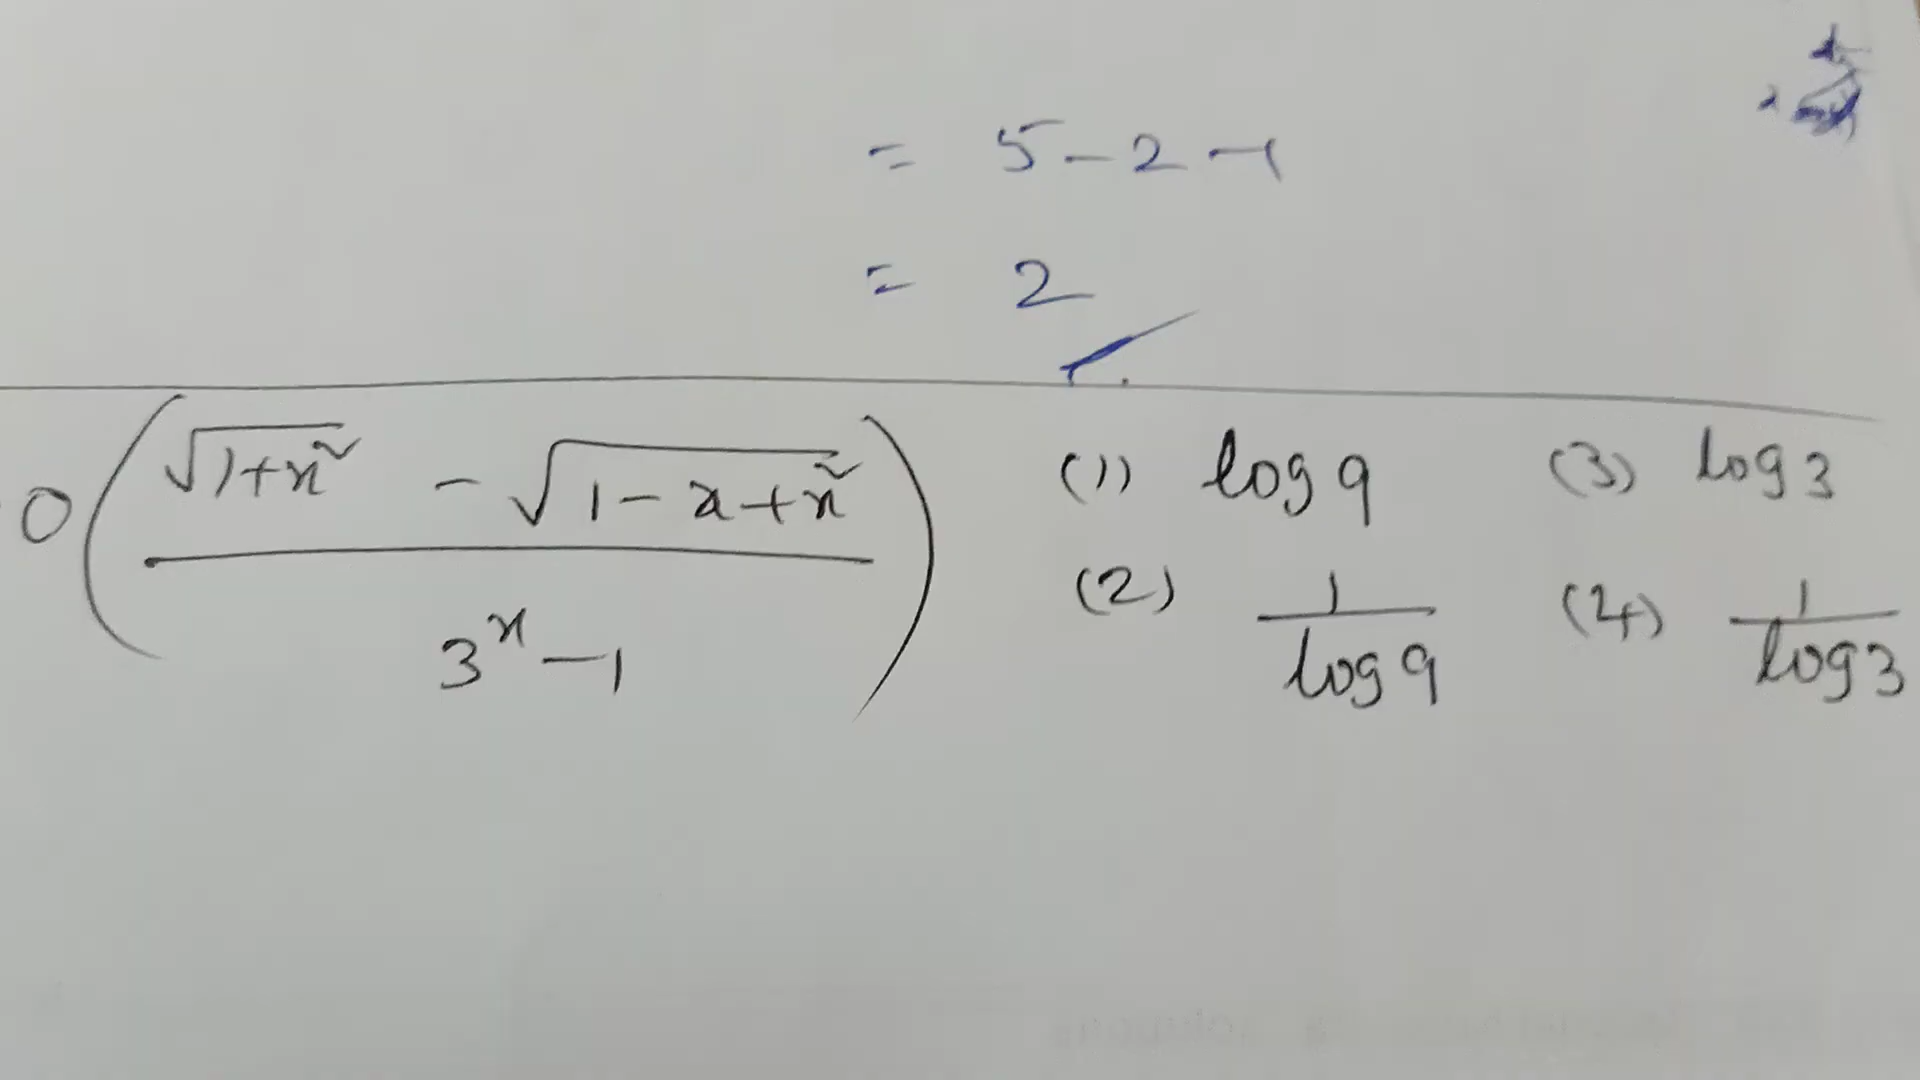 = 5 - 2 - 1
= 2
0 ( (√(1+x²) - √(1-x+x²)) / (3^x - 1) ) (1) log 9 (3) log 3
(2) 1/log 9 (4) 1/log 3